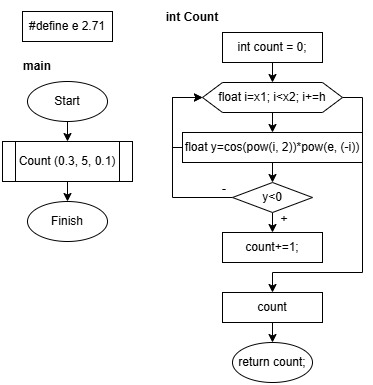 #define e 2.71
main
Start
Count (0.3, 5, 0.1)
Finish
int Count
int count = 0;
float i=x1; i<x2; i+=h
float y=cos(pow(i, 2))*pow(e, (-i))
y<0
-
+
count+=1;
count
return count;